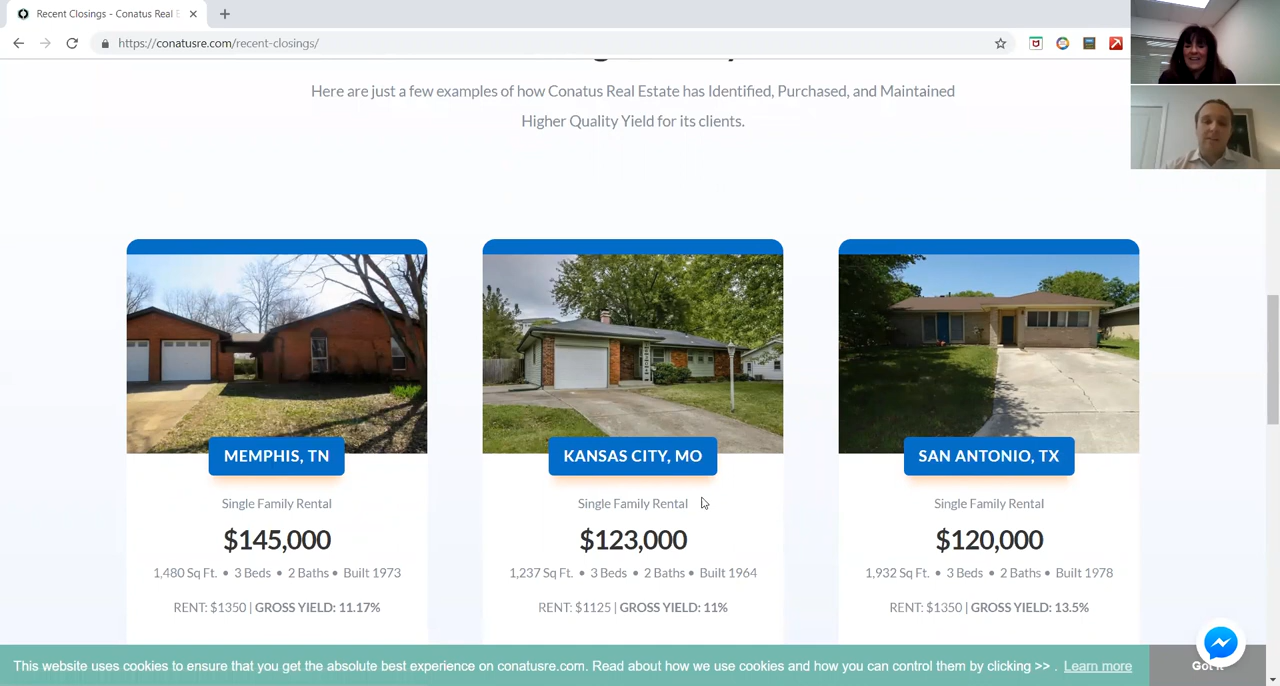 Recent Closings - Conatus Real E
https://conatusre.com/recent-closings/
Here are just a few examples of how Conatus Real Estate has Identified, Purchased, and Maintained
Higher Quality Yield for its clients.
MEMPHIS, TN
Single Family Rental
$145,000
1,480 Sq Ft. • 3 Beds • 2 Baths • Built 1973
RENT: $1350 | GROSS YIELD: 11.17%
KANSAS CITY, MO
Single Family Rental
$123,000
1,237 Sq Ft. • 3 Beds • 2 Baths • Built 1964
RENT: $1125 | GROSS YIELD: 11%
SAN ANTONIO, TX
Single Family Rental
$120,000
1,932 Sq Ft. • 3 Beds • 2 Baths • Built 1978
RENT: $1350 | GROSS YIELD: 13.5%
This website uses cookies to ensure that you get the absolute best experience on conatusre.com. Read about how we use cookies and how you can control them by clicking >> . Learn more